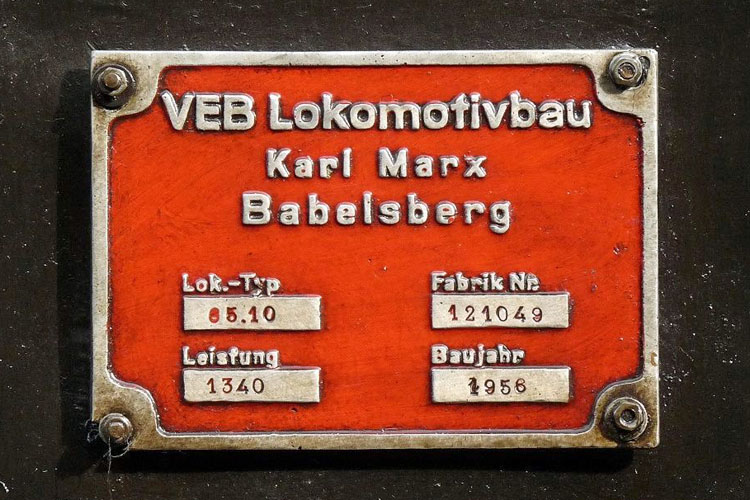 VEB Lokomotivbau
Karl Marx
Babelsberg
Lok.-Typ Fabrik Nr.
65.10 121049
Leistung Baujahr
1340 1956